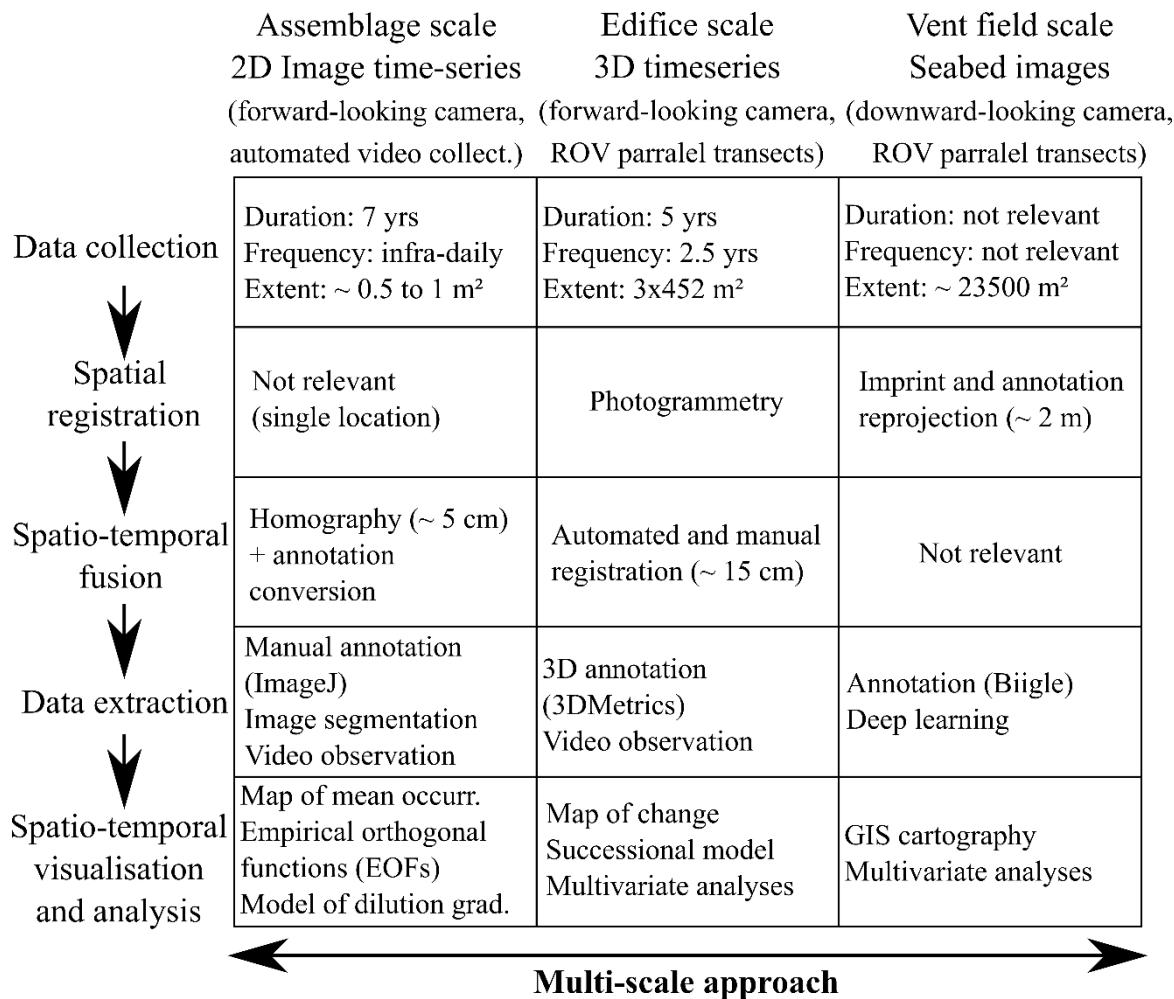 Assemblage scale
2D Image time-series
(forward-looking camera,
automated video collect.)
Edifice scale
3D timeseries
(forward-looking camera,
ROV parralel transects)
Vent field scale
Seabed images
(downward-looking camera,
ROV parralel transects)
Data collection
Duration: 7 yrs
Frequency: infra-daily
Extent: ~ 0.5 to 1 m²
Duration: 5 yrs
Frequency: 2.5 yrs
Extent: 3x452 m²
Duration: not relevant
Frequency: not relevant
Extent: ~ 23500 m²
Spatial
registration
Not relevant
(single location)
Photogrammetry
Imprint and annotation
reprojection (~ 2 m)
Spatio-temporal
fusion
Homography (~ 5 cm)
+ annotation
conversion
Automated and manual
registration (~ 15 cm)
Not relevant
Data extraction
Manual annotation
(ImageJ)
Image segmentation
Video observation
3D annotation
(3DMetrics)
Video observation
Annotation (Biigle)
Deep learning
Spatio-temporal
visualisation
and analysis
Map of mean occurr.
Empirical orthogonal
functions (EOFs)
Model of dilution grad.
Map of change
Successional model
Multivariate analyses
GIS cartography
Multivariate analyses
Multi-scale approach